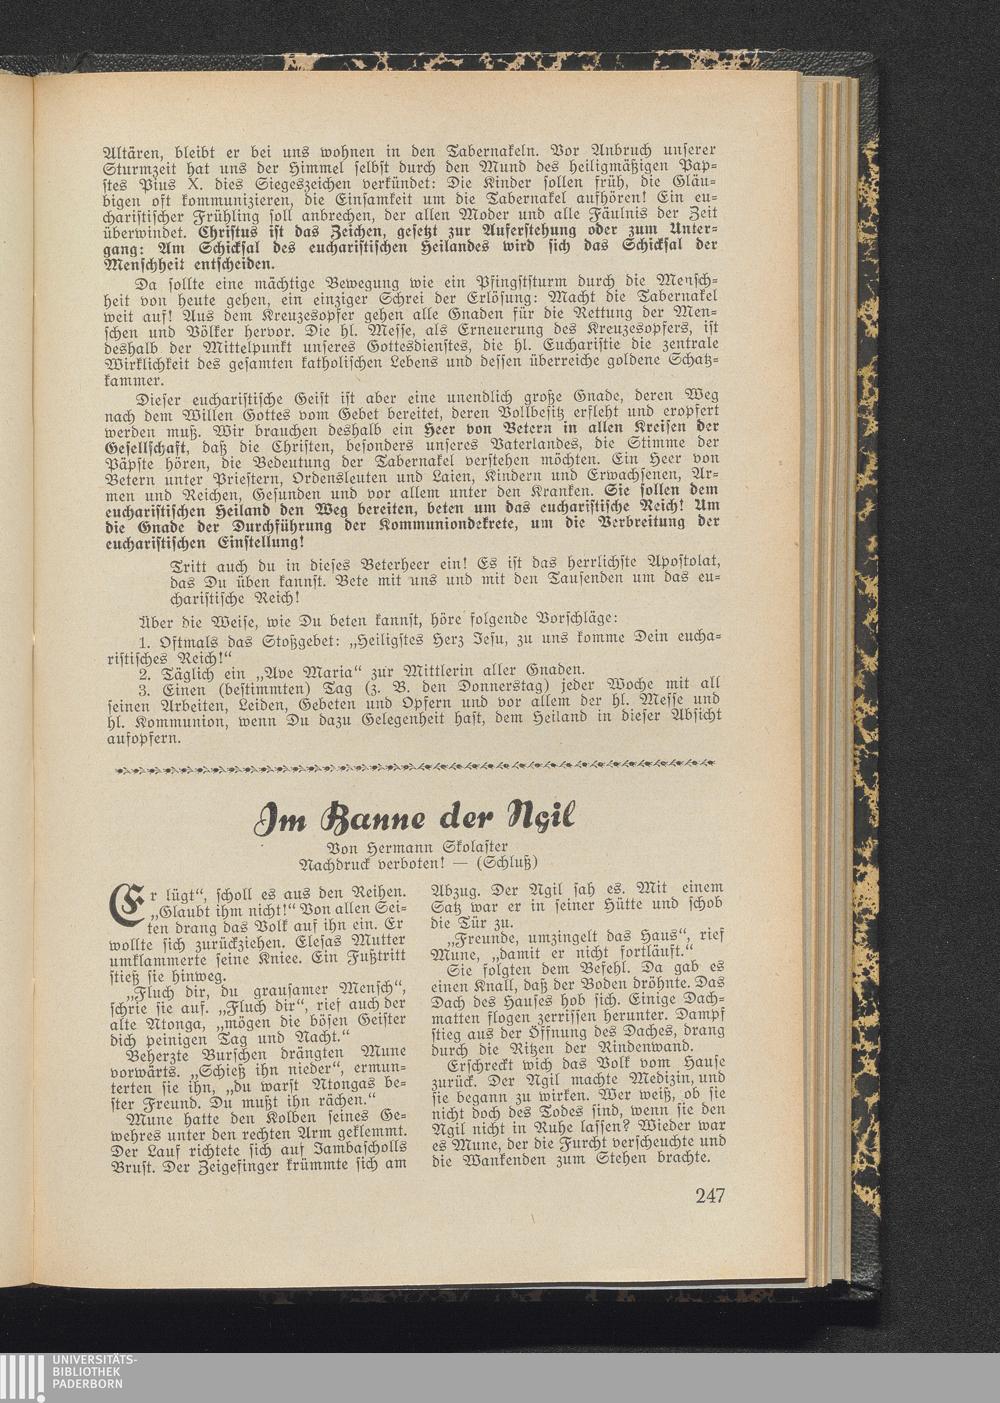 Altären, bleibt er bei uns wohnen in den Tabernakeln. Vor Anbruch unserer
Sturmzeit hat uns der Himmel selbst durch den Mund des heiligmäßigen Pap-
stes Pius X. dies Siegeszeichen verkündet: Die Kinder sollen früh, die Gläu-
bigen oft kommunizieren, die Einsamkeit um die Tabernakel aufhören! Ein eu-
charistischer Frühling soll anbrechen, der allen Moder und alle Fäulnis der Zeit
überwindet. Christus ist das Zeichen, gesetzt zur Auferstehung oder zum Unter-
gang: Am Schicksal des eucharistischen Heilandes wird sich das Schicksal der
Menschheit entscheiden.
Da sollte eine mächtige Bewegung wie ein Pfingststurm durch die Mensch-
heit von heute gehen, ein einziger Schrei der Erlösung: Macht die Tabernakel
weit auf! Aus dem Kreuzesopfer gehen alle Gnaden für die Rettung der Men-
schen und Völker hervor. Die hl. Messe, als Erneuerung des Kreuzesopfers, ist
deshalb der Mittelpunkt unseres Gottesdienstes, die hl. Eucharistie die zentrale
Wirklichkeit des gesamten katholischen Lebens und dessen überreiche goldene Schatz-
kammer.
Dieser eucharistische Geist ist aber eine unendlich große Gnade, deren Weg
nach dem Willen Gottes vom Gebet bereitet, deren Vollbesitz erfleht und eropfert
werden muß. Wir brauchen deshalb ein Heer von Betern in allen Kreisen der
Gesellschaft, daß die Christen, besonders unseres Vaterlandes, die Stimme der
Päpste hören, die Bedeutung der Tabernakel verstehen möchten. Ein Heer von
Betern unter Priestern, Ordensleuten und Laien, Kindern und Erwachsenen, Ar-
men und Reichen, Gesunden und vor allem unter den Kranken. Sie sollen dem
eucharistischen Heiland den Weg bereiten, beten um das eucharistische Reich! Um
die Gnade der Durchführung der Kommuniondekrete, um die Verbreitung der
eucharistischen Einstellung!
Tritt auch du in dieses Beterheer ein! Es ist das herrlichste Apostolat,
das Du üben kannst. Bete mit uns und mit den Tausenden um das eu-
charistische Reich!
Über die Weise, wie Du beten kannst, höre folgende Vorschläge:
1. Oftmals das Stoßgebet: „Heiligstes Herz Jesu, zu uns komme Dein eucha-
ristisches Reich!“
2. Täglich ein „Ave Maria“ zur Mittlerin aller Gnaden.
3. Einen (bestimmten) Tag (z. B. den Donnerstag) jeder Woche mit all
seinen Arbeiten, Leiden, Gebeten und Opfern und vor allem der hl. Messe und
hl. Kommunion, wenn Du dazu Gelegenheit hast, dem Heiland in dieser Absicht
aufopfern.
Im Banne der Ngil
Von Hermann Skolaster
Nachdruck verboten! — (Schluß)
Er lügt“, scholl es aus den Reihen.
„Glaubt ihm nicht!“ Von allen Sei-
ten drang das Volk auf ihn ein. Er
wollte sich zurückziehen. Elesas Mutter
umklammerte seine Kniee. Ein Fußtritt
stieß sie hinweg.
„Fluch dir, du grausamer Mensch“,
schrie sie auf. „Fluch dir“, rief auch der
alte Ntonga, „mögen die bösen Geister
dich peinigen Tag und Nacht.“
Beherzte Burschen drängten Mune
vorwärts. „Schieß ihn nieder“, ermun-
terten sie ihn, „du warst Ntongas be-
ster Freund. Du mußt ihn rächen.“
Mune hatte den Kolben seines Ge-
wehres unter den rechten Arm geklemmt.
Der Lauf richtete sich auf Jambascholls
Brust. Der Zeigefinger krümmte sich am
Abzug. Der Ngil sah es. Mit einem
Satz war er in seiner Hütte und schob
die Tür zu.
„Freunde, umzingelt das Haus“, rief
Mune, „damit er nicht fortläuft.“
Sie folgten dem Befehl. Da gab es
einen Knall, daß der Boden dröhnte. Das
Dach des Hauses hob sich. Einige Dach-
matten flogen zerrissen herunter. Dampf
stieg aus der Öffnung des Daches, drang
durch die Ritzen der Rindenwand.
Erschreckt wich das Volk vom Hause
zurück. Der Ngil machte Medizin, und
sie begann zu wirken. Wer weiß, ob sie
nicht doch des Todes sind, wenn sie den
Ngil nicht in Ruhe lassen? Wieder war
es Mune, der die Furcht verscheuchte und
die Wankenden zum Stehen brachte.
247
UNIVERSITÄTS-
BIBLIOTHEK
PADERBORN